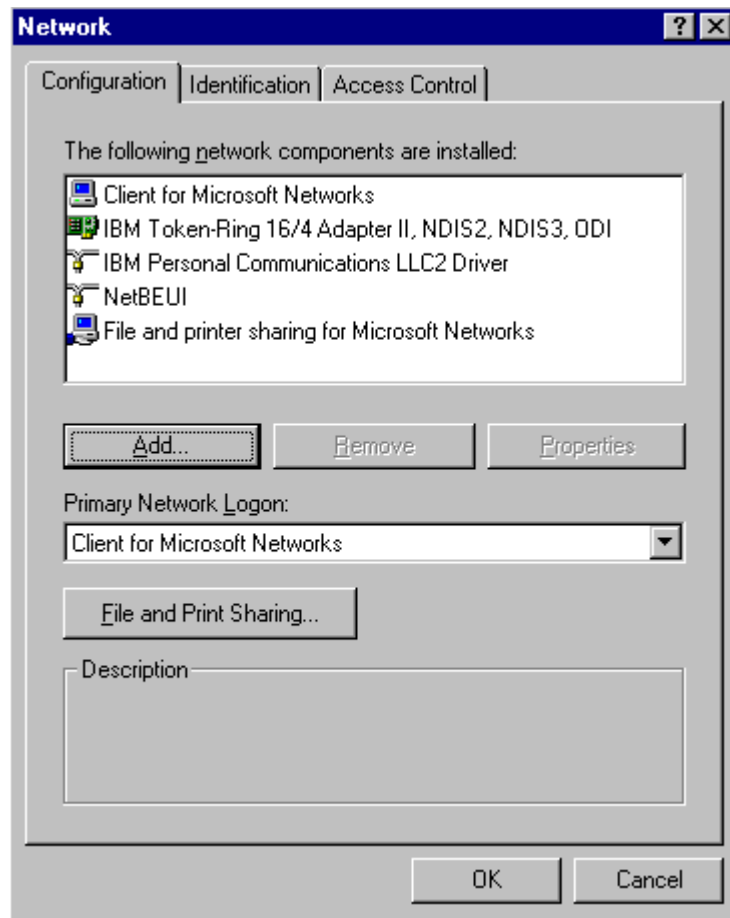 Network
Configuration Identification Access Control
The following network components are installed:
Client for Microsoft Networks
IBM Token-Ring 16/4 Adapter II, NDIS2, NDIS3, ODI
IBM Personal Communications LLC2 Driver
NetBEUI
File and printer sharing for Microsoft Networks
Add... Remove Properties
Primary Network Logon:
Client for Microsoft Networks
File and Print Sharing...
Description
OK Cancel